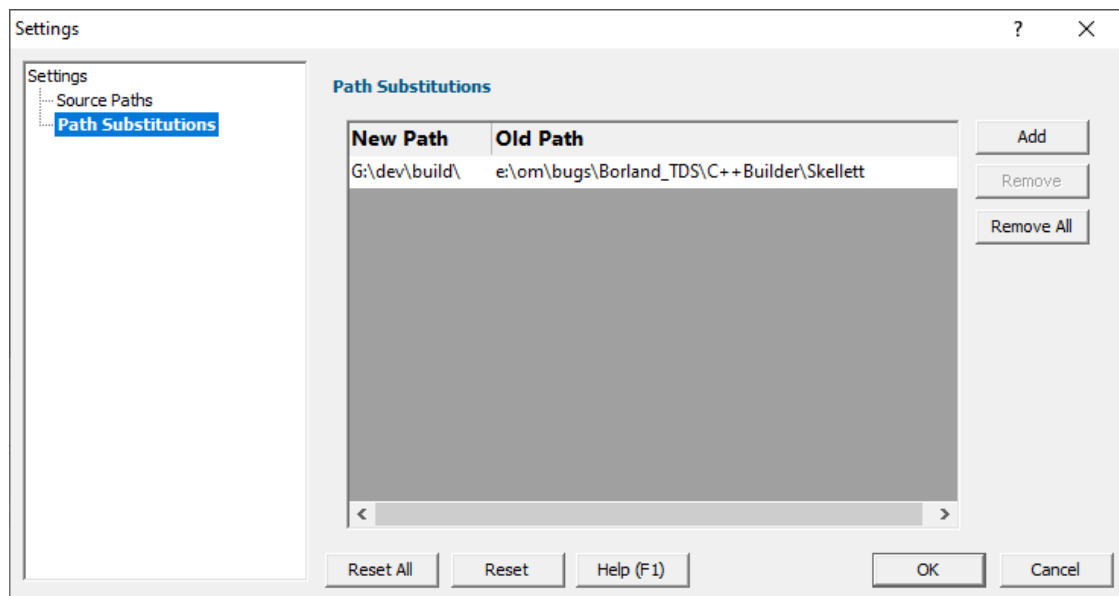 Settings
?
Settings
Source Paths
Path Substitutions
Path Substitutions
New Path Old Path
G:\dev\build\ e:\om\bugs\Borland_TDS\C++Builder\Skellett
Add
Remove
Remove All
Reset All Reset Help (F1) OK Cancel